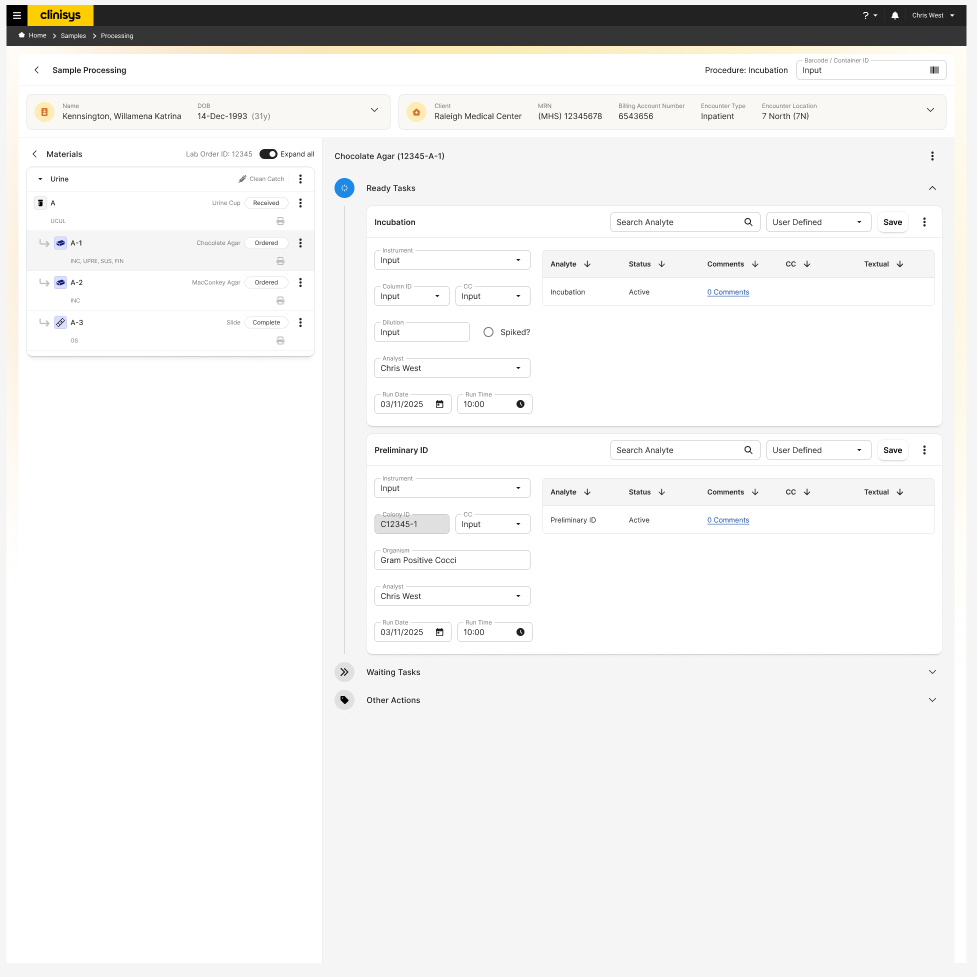 clinisys
? Chris West
Home > Samples > Processing
Sample Processing
Procedure: Incubation
Barcode / Container ID
Input
Name
Kennsington, Willamena Katrina
DOB
14-Dec-1993 (31y)
Client
Raleigh Medical Center
MRN
(MHS) 12345678
Billing Account Number
6543656
Encounter Type
Inpatient
Encounter Location
7 North (7N)
Materials
Lab Order ID: 12345
Expand all
Urine
Clean Catch
A
Urine Cup Received
UCUL
A-1
Chocolate Agar Ordered
INC, UPRE, SUS, FIN
A-2
MacConkey Agar Ordered
INC
A-3
Slide Complete
GS
Chocolate Agar (12345-A-1)
Ready Tasks
Incubation
Search Analyte
User Defined
Save
Instrument
Input
Column ID
Input
CC
Input
Dilution
Input
Spiked?
Analyst
Chris West
Run Date
03/11/2025
Run Time
10:00
Analyte Status Comments CC Textual
Incubation Active 0 Comments
Preliminary ID
Search Analyte
User Defined
Save
Instrument
Input
Colony ID
C12345-1
CC
Input
Organism
Gram Positive Cocci
Analyst
Chris West
Run Date
03/11/2025
Run Time
10:00
Analyte Status Comments CC Textual
Preliminary ID Active 0 Comments
Waiting Tasks
Other Actions